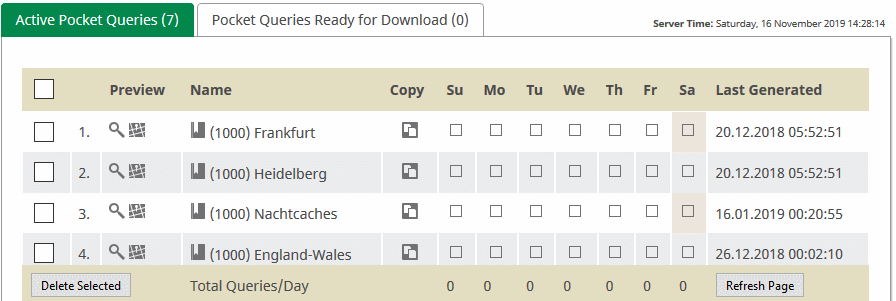 Active Pocket Queries (7) Pocket Queries Ready for Download (0) Server Time: Saturday, 16 November 2019 14:28:14
Preview Name Copy Su Mo Tu We Th Fr Sa Last Generated
1. (1000) Frankfurt 20.12.2018 05:52:51
2. (1000) Heidelberg 20.12.2018 05:52:51
3. (1000) Nachtcaches 16.01.2019 00:20:55
4. (1000) England-Wales 26.12.2018 00:02:10
Delete Selected Total Queries/Day 0 0 0 0 0 0 0 Refresh Page